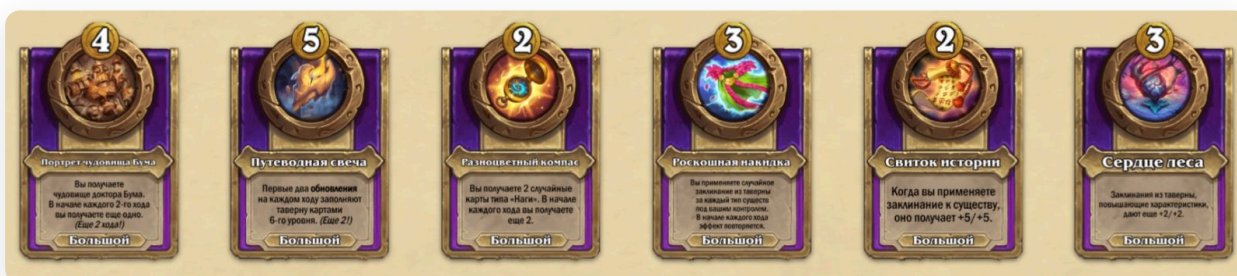 4
Портрет чудовища Бума
Вы получаете
чудовище доктора Бума.
В начале каждого 2-го хода
вы получаете еще одно.
(Еще 2 хода!)
Большой
5
Путеводная свеча
Первые два обновления
на каждом ходу заполняют
таверну картами
6-го уровня. (Еще 2!)
Большой
2
Разноцветный компас
Вы получаете 2 случайные
карты типа «Наги». В начале
каждого хода вы получаете
еще 2.
Большой
3
Роскошная накидка
Вы применяете случайное
заклинание из таверны
за каждый тип существ
под вашим контролем.
В начале каждого хода
эффект повторяется.
Большой
2
Свиток истории
Когда вы применяете
заклинание к существу,
оно получает +5/+5.
Большой
3
Сердце леса
Заклинания из таверны,
повышающие характеристики,
дают еще +2/+2.
Большой